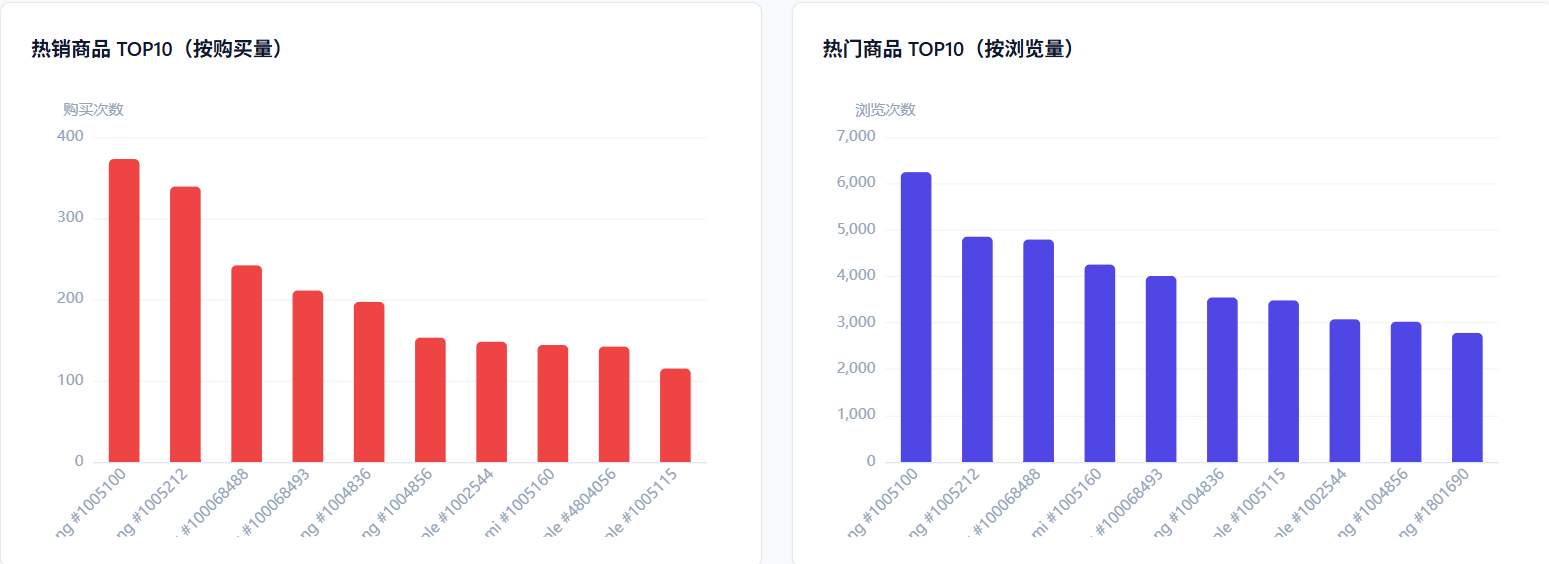 热销商品 TOP10（按购买量）
购买次数
400
300
200
100
0
ng #1005100
ng #1005212
#100068488
#100068493
ng #1004836
ng #1004856
ple #1002544
mi #1005160
ple #4804056
ple #1005115
热门商品 TOP10（按浏览量）
浏览次数
7,000
6,000
5,000
4,000
3,000
2,000
1,000
0
ng #1005100
ng #1005212
#100068488
mi #1005160
#100068493
ng #1004836
ple #1005115
ple #1002544
ng #1004856
ng #1801690